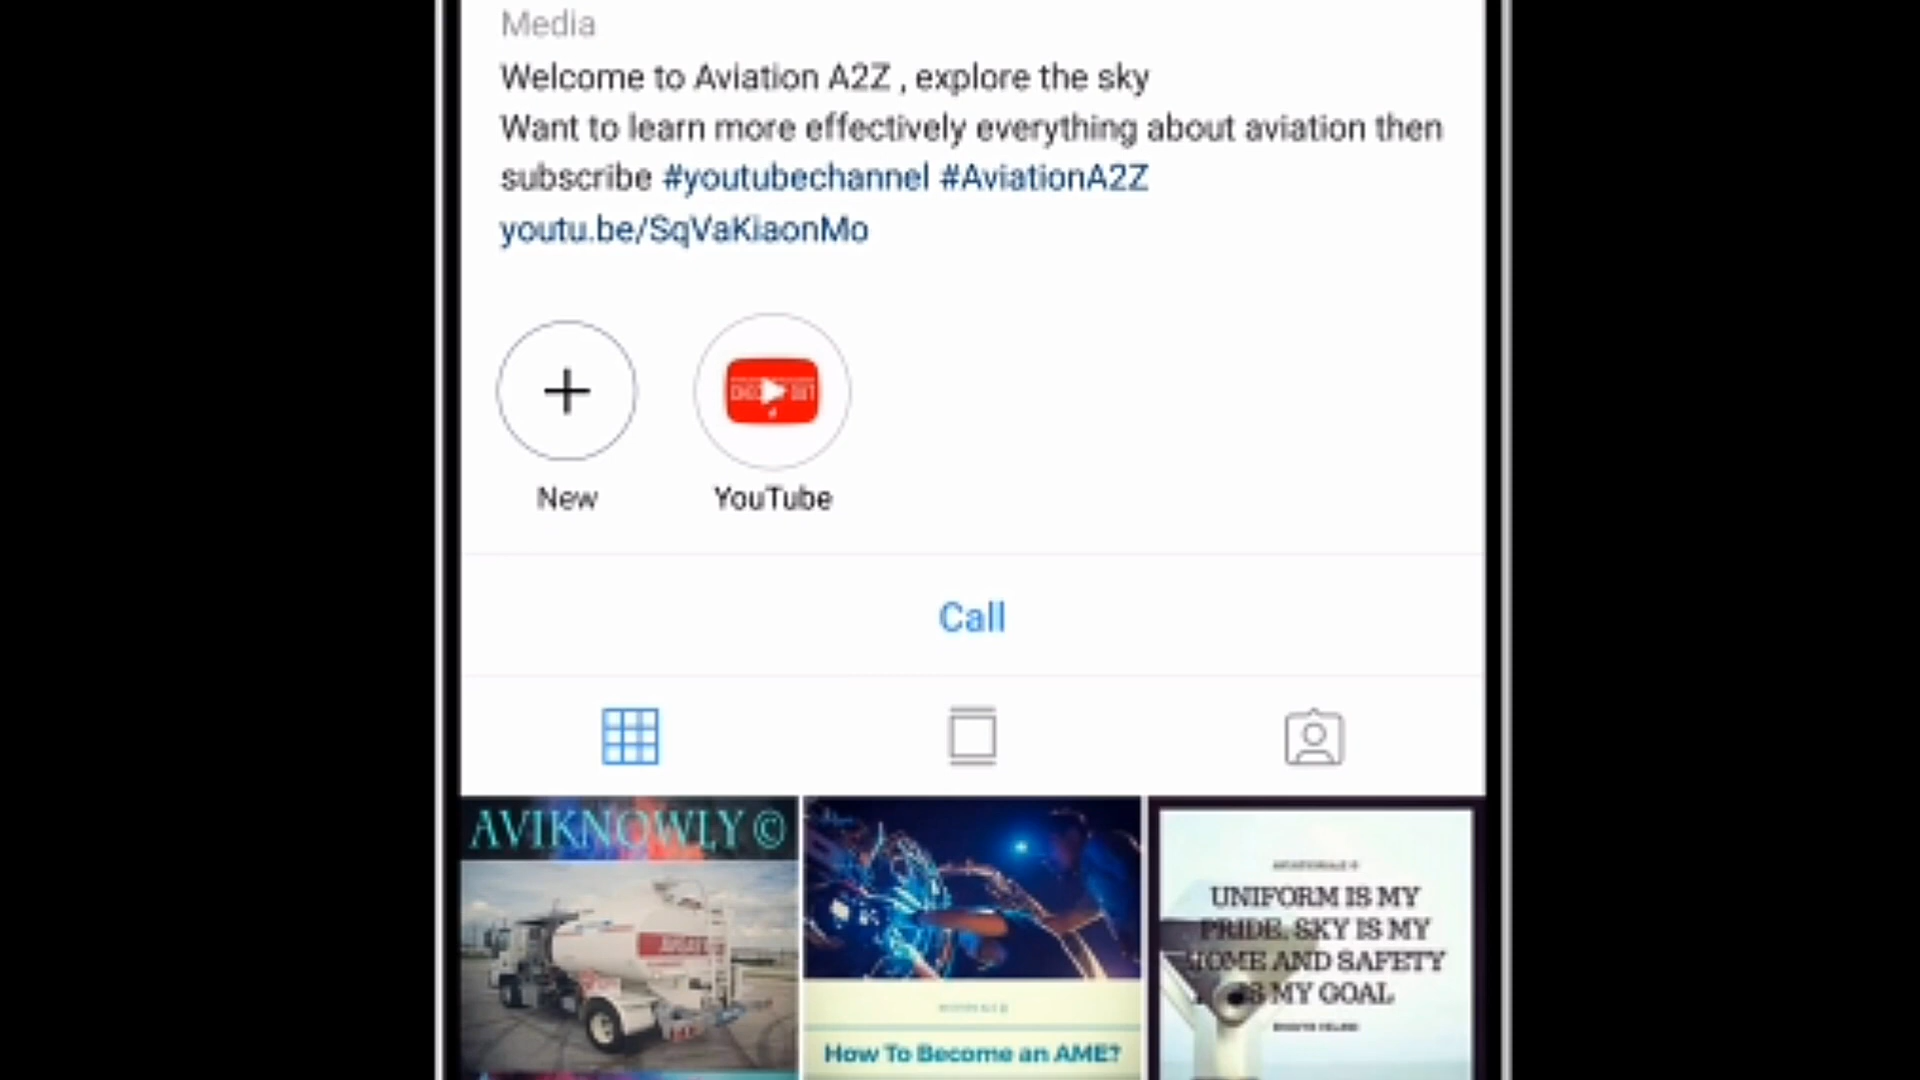 Media
Welcome to Aviation A2Z , explore the sky
Want to learn more effectively everything about aviation then
subscribe #youtubechannel #AviationA2Z
youtu.be/SqVaKiaonMo
New
YouTube
Call
AVIKNOWLY ©
How To Become an AME?
UNIFORM IS MY
PRIDE. SKY IS MY
HOME AND SAFETY
IS MY GOAL